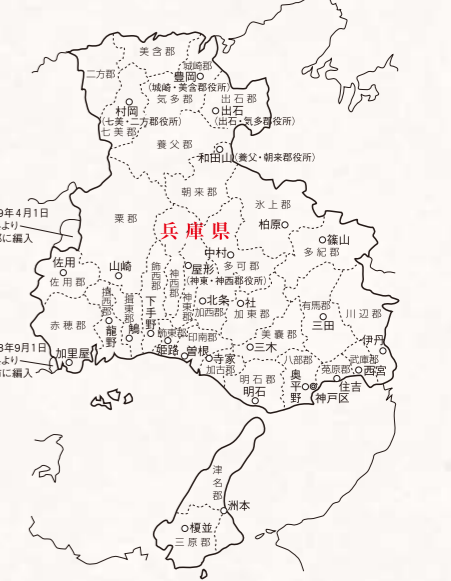 美含郡
二方郡
城崎郡
豊岡
(城崎・美含郡役所)
気多郡
出石郡
村岡
出石
(七美・二方郡役所)
(出石・気多郡役所)
七美郡
養父郡
和田山(養父・朝来郡役所)
朝来郡
氷上郡
9年4月1日
より
に編入
栗郡
兵庫県
柏原
篠山
多紀郡
佐用
佐用郡
山崎
中村
屋形
多可郡
(神東・神西郡役所)
飾西郡
神西郡
神東郡
揖西郡
揖東郡
下手野
北条
加西郡
社
加東郡
有馬郡
三田
川辺郡
赤穂郡
龍野
鵤
飾東郡
印南郡
美嚢郡
8年9月1日
より
に編入
加里屋
姫路
曽根
寺家
加古郡
三木
伊丹
八部郡
武庫郡
菟原郡
西宮
明石郡
明石
奥平野
住吉
神戸区
津名郡
洲本
榎並
三原郡